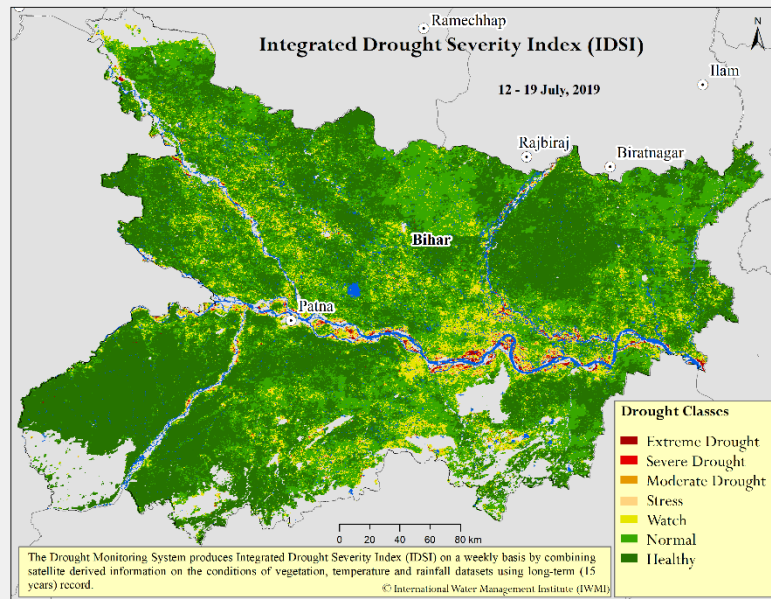 Ramechhap
Integrated Drought Severity Index (IDSI)
N
12 - 19 July, 2019
Ilam
Rajbiraj
Biratnagar
Bihar
Patna
Drought Classes
Extreme Drought
Severe Drought
Moderate Drought
Stress
Watch
Normal
Healthy
0 20 40 60 80 km
The Drought Monitoring System produces Integrated Drought Severity Index (IDSI) on a weekly basis by combining
satellite derived information on the conditions of vegetation, temperature and rainfall datasets using long-term (15
years) record.
© International Water Management Institute (IWMI)